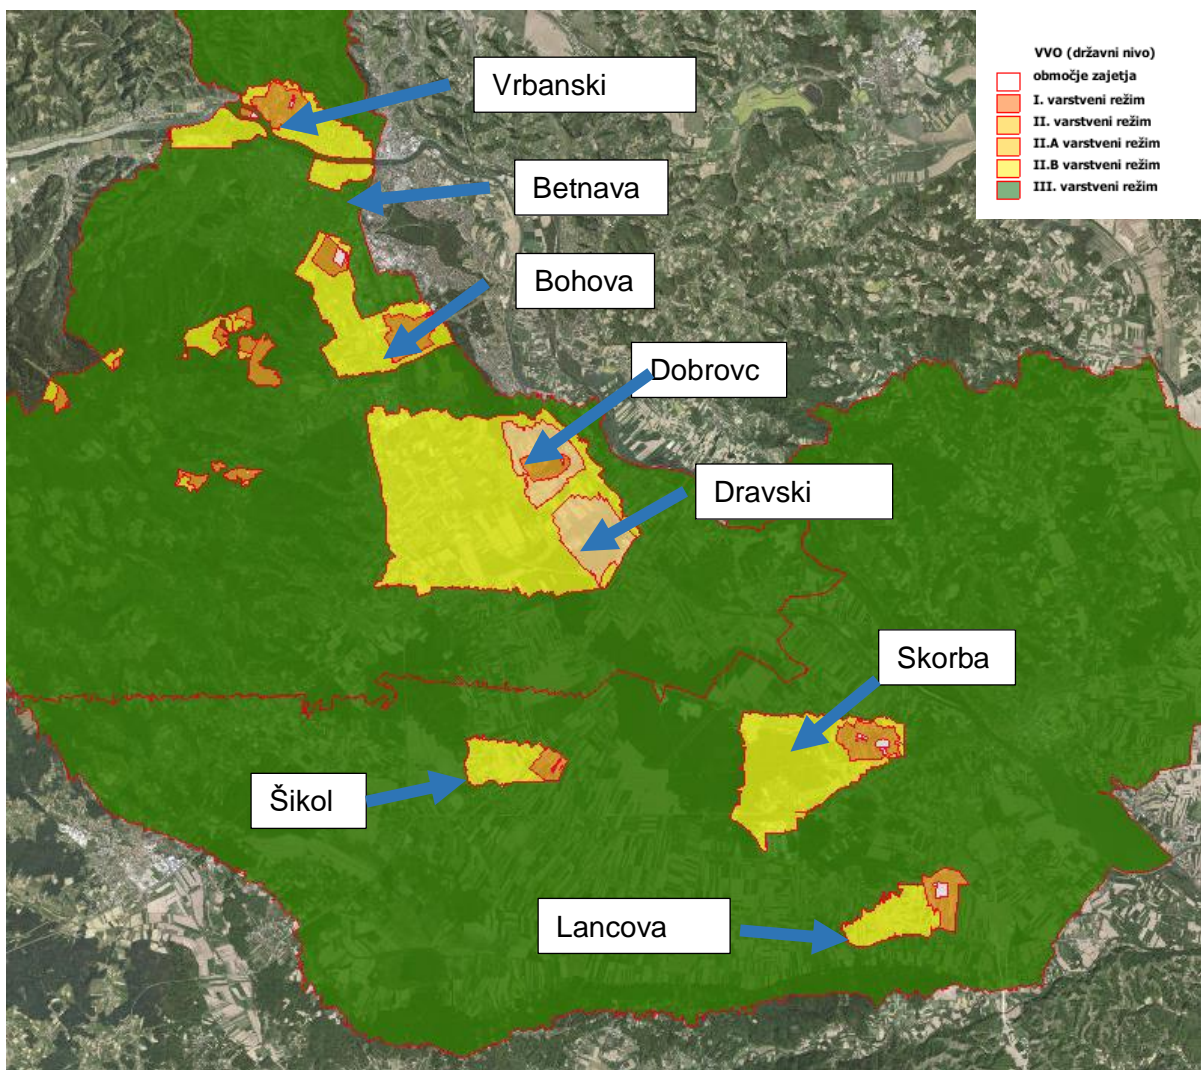 VVO (državni nivo)
območje zajetja
I. varstveni režim
II. varstveni režim
II.A varstveni režim
II.B varstveni režim
III. varstveni režim
Vrbanski
Betnava
Bohova
Dobrovc
Dravski
Skorba
Šikol
Lancova